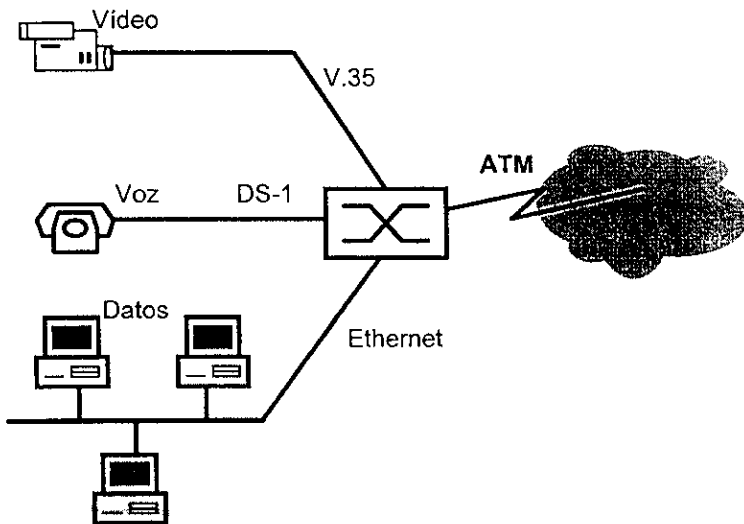 Vídeo
V.35
ATM
Voz
DS-1
Datos
Ethernet